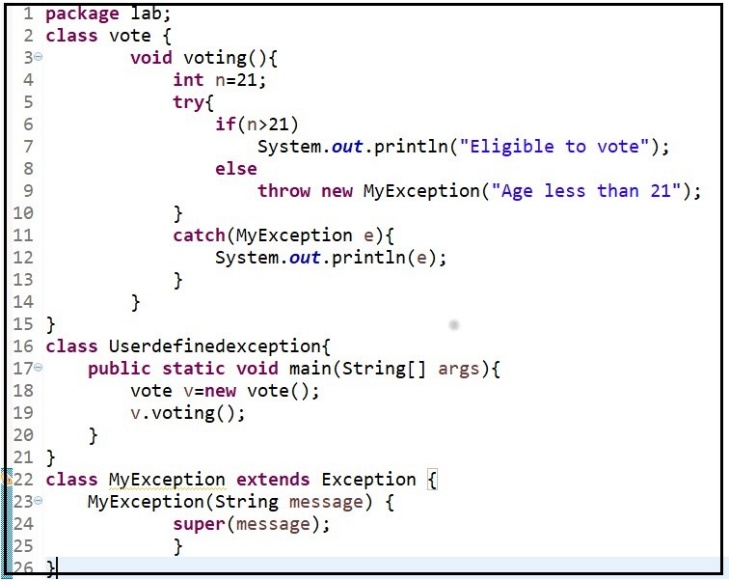 1 package lab;
2 class vote {
3 void voting(){
4 int n=21;
5 try{
6 if(n>21)
7 System.out.println("Eligible to vote");
8 else
9 throw new MyException("Age less than 21");
10 }
11 catch(MyException e){
12 System.out.println(e);
13 }
14 }
15 }
16 class Userdefinedexception{
17 public static void main(String[] args){
18 vote v=new vote();
19 v.voting();
20 }
21 }
22 class MyException extends Exception {
23 MyException(String message) {
24 super(message);
25 }
26 }